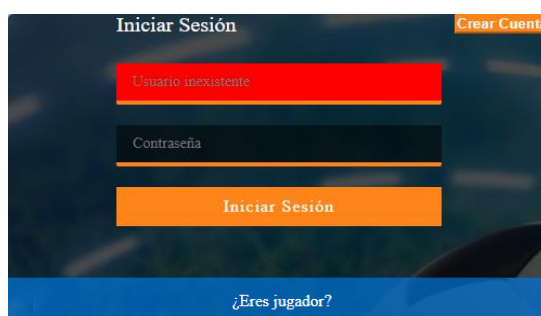 Iniciar Sesión
Crear Cuent
Usuario inexistente
Contraseña
Iniciar Sesión
¿Eres jugador?